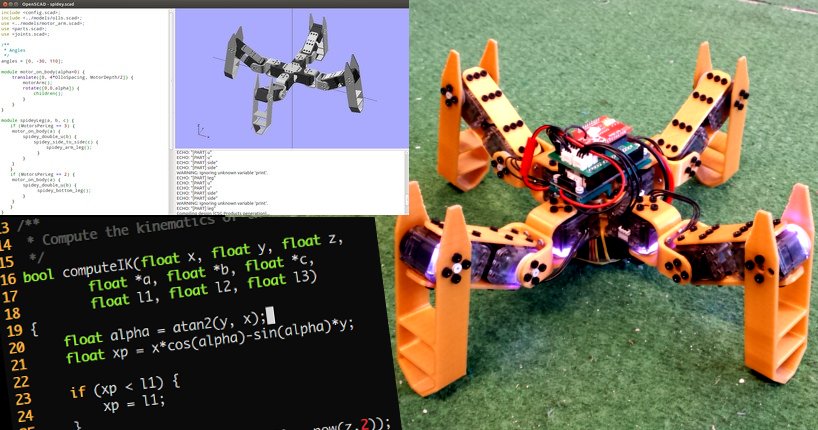 OpenSCAD - spidey.scad
include <config.scad>
include <../models/ollo.scad>
use <../models/motor_arm.scad>
use <parts.scad>
use <joints.scad>
/**
* Angles
*/
angles = [0, -30, 110];
module motor_on_body(alpha=0) {
translate([0, 4*OlloSpacing, MotorDepth/2])
motorArm();
rotate([0,0,alpha]) {
children();
}
}
module spideyLeg(a, b, c) {
if (MotorsPerLeg == 3) {
motor_on_body(a) {
spidey_double_u(b)
spidey_side_to_side(c)
spidey_arm_leg();
}
}
if (MotorsPerLeg == 2) {
motor_on_body(a)
spidey_double_u(b)
spidey_bottom_leg();
}
}
ECHO: "[PART] u"
ECHO: "[PART] u"
ECHO: "[PART] side"
ECHO: "[PART] side"
WARNING: Ignoring unknown variable 'print'.
ECHO: "[PART] leg"
ECHO: "[PART] u"
ECHO: "[PART] u"
ECHO: "[PART] side"
ECHO: "[PART] side"
WARNING: Ignoring unknown variable 'print'.
ECHO: "[PART] leg"
Compiling design (CSG Products generation)...
13 /**
14 * Compute the kinematics of
15 */
16 bool computeIK(float x, float y, float z,
17 float *a, float *b, float *c,
18 float l1, float l2, float l3)
19 {
20 float alpha = atan2(y, x);
21 float xp = x*cos(alpha)-sin(alpha)*y;
22
23 if (xp < l1) {
24 xp = l1;
25 }
pow(z,2));